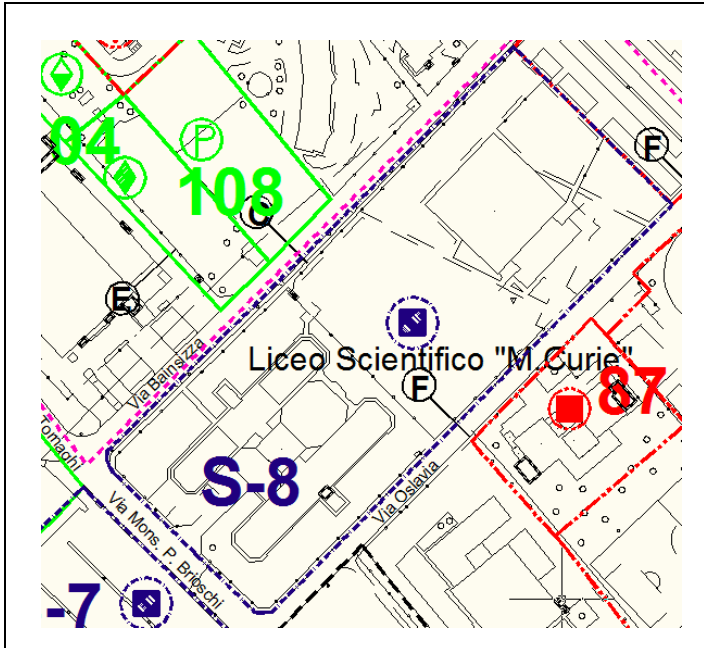 F
04
P
108
C
E
Liceo Scientifico "M.Curie"
Via Bainsizza
F
87
S-8
Via Oslavia
Via Mons. P. Brioschi
-7